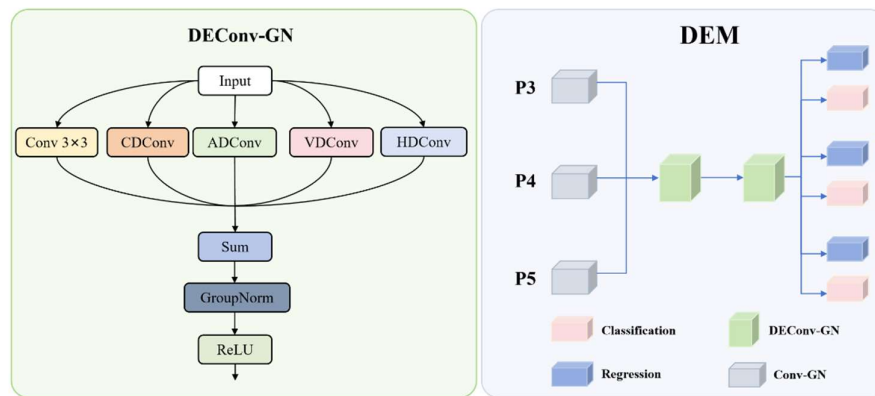 DEConv-GN
Input
Conv 3×3
CDConv
ADConv
VDConv
HDConv
Sum
GroupNorm
ReLU
DEM
P3
P4
P5
Classification
DEConv-GN
Regression
Conv-GN